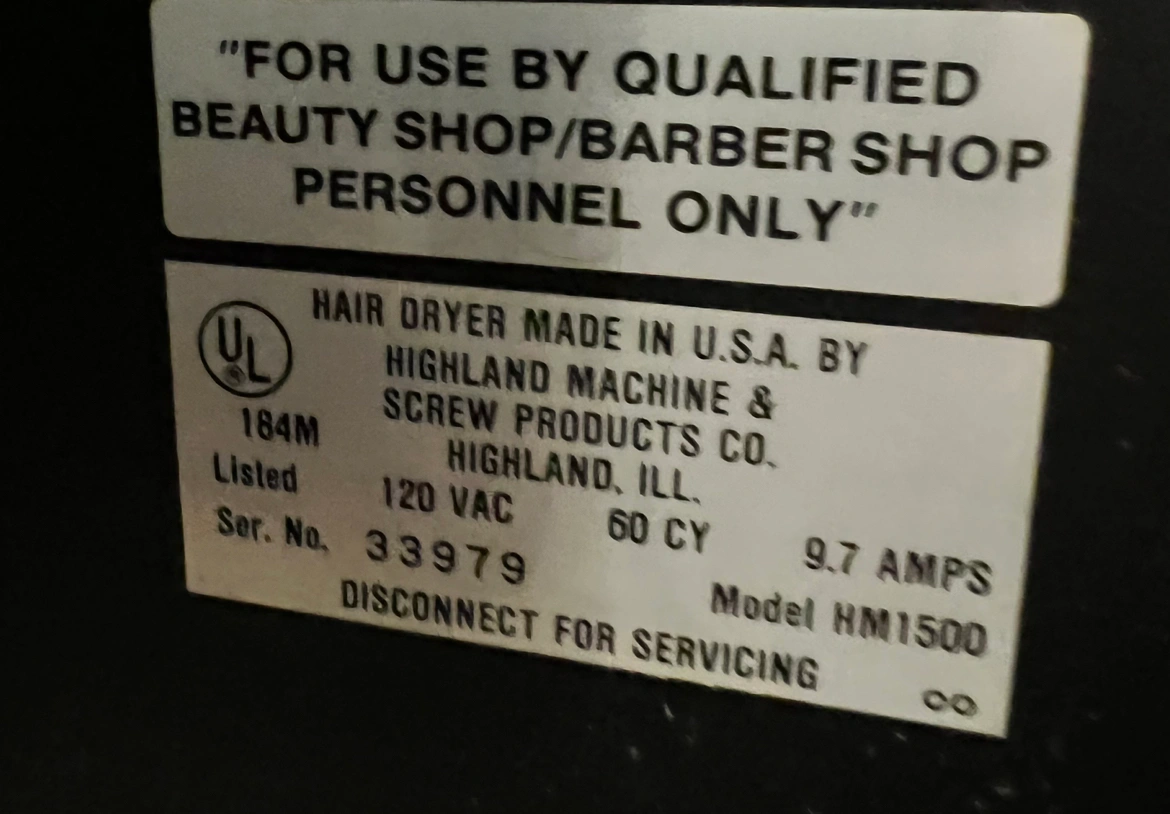 "FOR USE BY QUALIFIED
BEAUTY SHOP/BARBER SHOP
PERSONNEL ONLY"
HAIR DRYER MADE IN U.S.A. BY
HIGHLAND MACHINE &
SCREW PRODUCTS CO.
HIGHLAND, ILL.
UL
184M
Listed
120 VAC 60 CY 9.7 AMPS
Ser. No. 33979 Model HM1500
DISCONNECT FOR SERVICING
CO